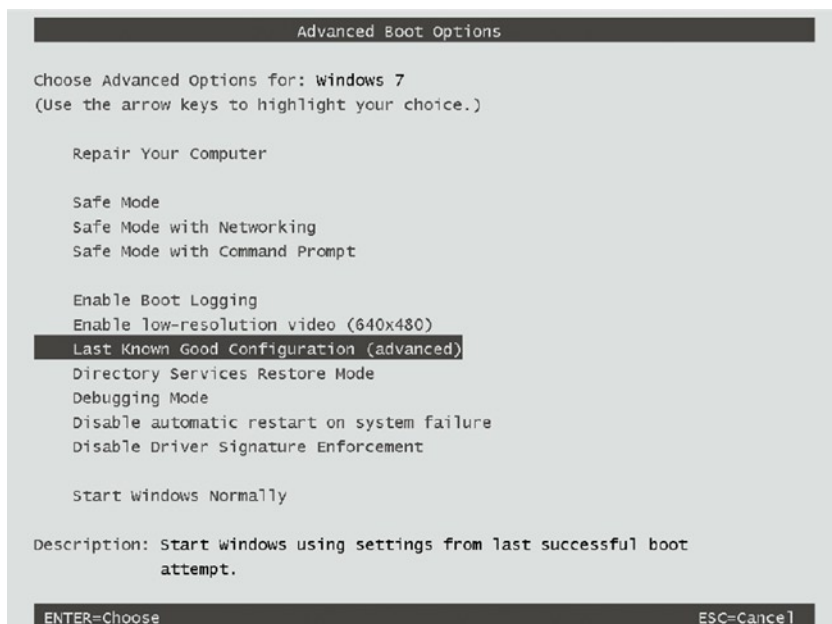 Advanced Boot Options
Choose Advanced Options for: Windows 7
(Use the arrow keys to highlight your choice.)
Repair Your Computer
Safe Mode
Safe Mode with Networking
Safe Mode with Command Prompt
Enable Boot Logging
Enable low-resolution video (640x480)
Last Known Good Configuration (advanced)
Directory Services Restore Mode
Debugging Mode
Disable automatic restart on system failure
Disable Driver Signature Enforcement
Start Windows Normally
Description: Start Windows using settings from last successful boot
attempt.
ENTER=Choose ESC=Cancel